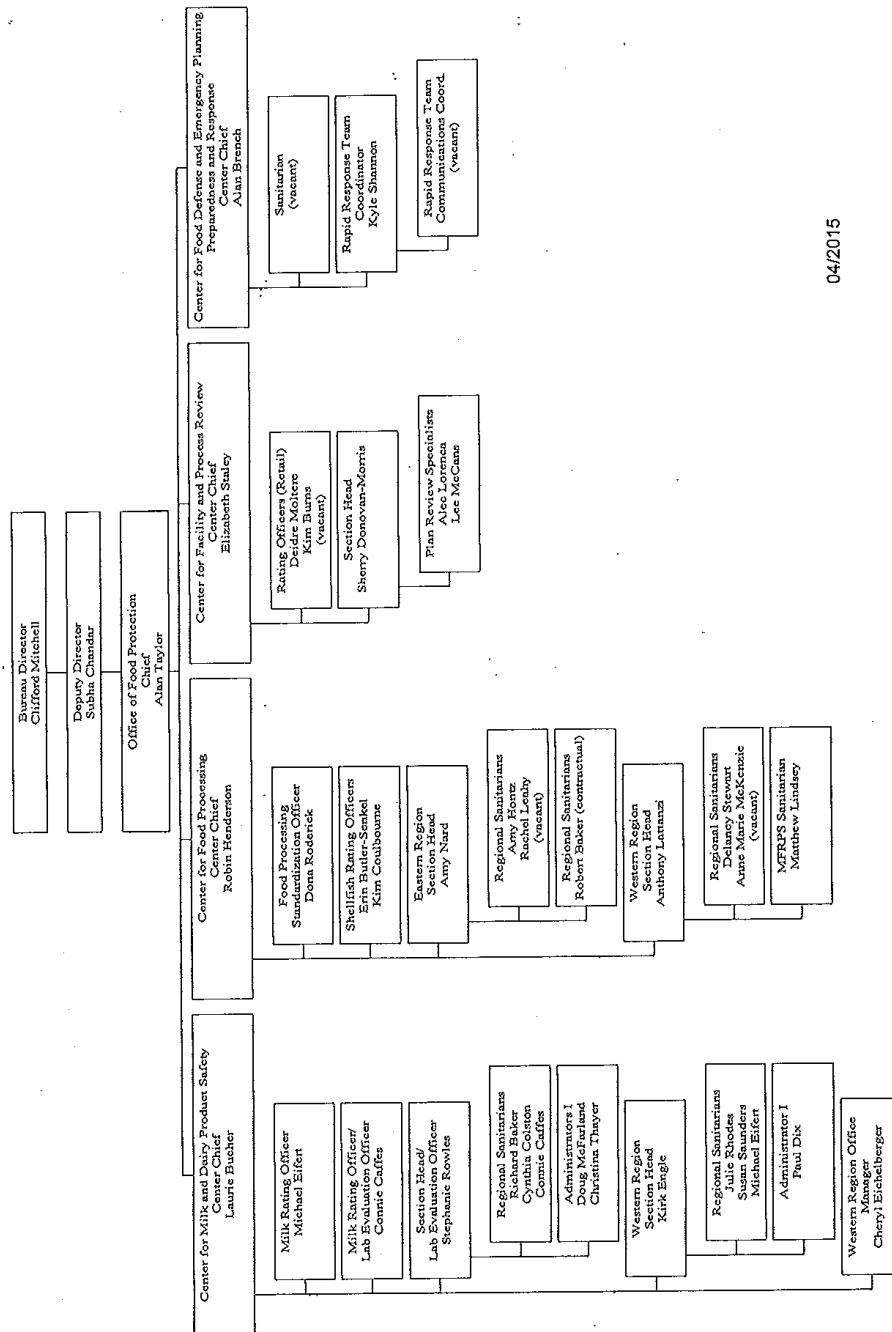 Bureau Director
Clifford Mitchell
Deputy Director
Subha Chandar
Office of Food Protection
Chief
Alan Taylor
Center for Milk and Dairy Product Safety
Center Chief
Laurie Bucher
Milk Rating Officer
Michael Eifert
Milk Rating Officer/
Lab Evaluation Officer
Connie Caffes
Section Head/
Lab Evaluation Officer
Stephanie Rowles
Regional Sanitarians
Richard Baker
Cynthia Colston
Connie Caffes
Administrators I
Doug McFarland
Christina Thayer
Western Region
Section Head
Kirk Engle
Regional Sanitarians
Julie Rhodes
Susan Saunders
Michael Eifert
Administrator I
Paul Dix
Western Region Office
Manager
Cheryl Eichelberger
Center for Food Processing
Center Chief
Robin Henderson
Food Processing
Standardization Officer
Dona Roderick
Shellfish Rating Officers
Erin Butler-Senkel
Kim Coulbourne
Eastern Region
Section Head
Amy Nard
Regional Sanitarians
Amy Hontz
Rachel Leahy
(vacant)
Regional Sanitarians
Robert Baker (contractual)
Western Region
Section Head
Anthony Lattanzi
Regional Sanitarians
Delaney Stewart
Anne Marie McKenzie
(vacant)
MFRPS Sanitarian
Matthew Lindsey
Center for Facility and Process Review
Center Chief
Elizabeth Staley
Rating Officers (Retail)
Deidre Moltere
Kim Burns
(vacant)
Section Head
Sherry Donovan-Morris
Plan Review Specialists
Alec Lorenca
Lee McCans
Center for Food Defense and Emergency Planning
Preparedness and Response
Center Chief
Alan Brench
Sanitarian
(vacant)
Rapid Response Team
Coordinator
Kyle Shannon
Rapid Response Team
Communications Coord.
(vacant)
04/2015